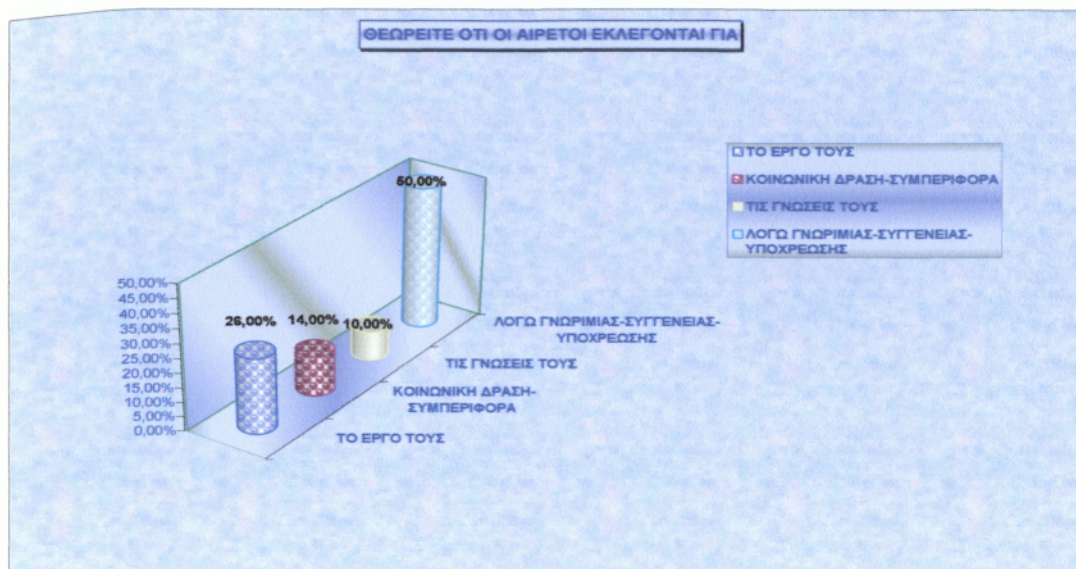 ΘΕΩΡΕΙΤΕ ΟΤΙ ΟΙ ΑΙΡΕΤΟΙ ΕΚΛΕΓΟΝΤΑΙ ΓΙΑ
ΤΟ ΕΡΓΟ ΤΟΥΣ
ΚΟΙΝΩΝΙΚΗ ΔΡΑΣΗ-ΣΥΜΠΕΡΙΦΟΡΑ
ΤΙΣ ΓΝΩΣΕΙΣ ΤΟΥΣ
ΛΟΓΩ ΓΝΩΡΙΜΙΑΣ-ΣΥΓΓΕΝΕΙΑΣ-
ΥΠΟΧΡΕΩΣΗΣ
50,00%
26,00%
14,00%
10,00%
50,00%
45,00%
40,00%
35,00%
30,00%
25,00%
20,00%
15,00%
10,00%
5,00%
0,00%
ΛΟΓΩ ΓΝΩΡΙΜΙΑΣ-ΣΥΓΓΕΝΕΙΑΣ-
ΥΠΟΧΡΕΩΣΗΣ
ΤΙΣ ΓΝΩΣΕΙΣ ΤΟΥΣ
ΚΟΙΝΩΝΙΚΗ ΔΡΑΣΗ-
ΣΥΜΠΕΡΙΦΟΡΑ
ΤΟ ΕΡΓΟ ΤΟΥΣ